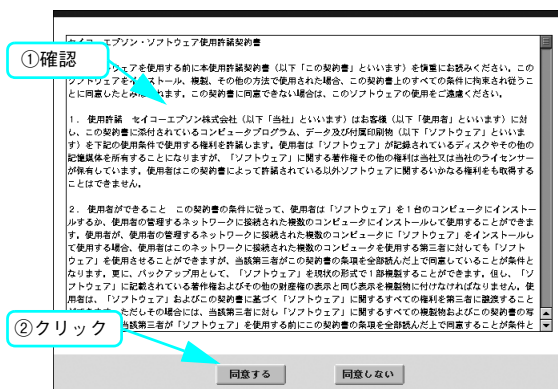 セイコーエプソン・ソフトウェア使用許諾契約書
①確認
ウェアを使用する前に本使用許諾契約書（以下「この契約書」といいます）を慎重にお読みください。この
ソフトウェアをインストール、複製、その他の方法で使用された場合、この契約書上のすべての条件に拘束され従うこ
とに同意したとみなされます。この契約書に同意できない場合は、このソフトウェアの使用をご遠慮ください。
1．使用許諾　セイコーエプソン株式会社（以下「当社」といいます）はお客様（以下「使用者」といいます）に対
し、この契約書に添付されているコンピュータプログラム、データ及び付属印刷物（以下「ソフトウェア」といいま
す）を下記の使用条件で使用する権利を許諾します。使用者は「ソフトウェア」が記録されているディスクやその他の
記憶媒体を所有することになりますが、「ソフトウェア」に関する著作権その他の権利は当社又は当社のライセンサー
が保有しています。使用者はこの契約書によって許諾されている以外ソフトウェアに関するいかなる権利をも取得する
ことはできません。
2．使用者ができること　この契約書の条件に従って、使用者は「ソフトウェア」を1台のコンピュータにインストー
ルするか、使用者の管理するネットワークに接続された複数のコンピュータにインストールして使用することができま
す。使用者が、使用者の管理するネットワークに接続された複数のコンピュータに「ソフトウェア」をインストールし
て使用する場合、使用者はこのネットワークに接続された複数のコンピュータを使用する第三者に対しても「ソフト
ウェア」を使用させることができますが、当該第三者がこの契約書の条項を全部読んだ上で同意していることが条件と
なります。更に、バックアップ用として、「ソフトウェア」を現状の形式で1部複製することができます。但し、「ソ
フトウェア」に記載されている著作権およびその他の財産権の表示と同じ表示を複製物に付けなければなりません。使
用者は、「ソフトウェア」およびこの契約書に基づく「ソフトウェア」に関するすべての権利を第三者に譲渡すること
ができます。ただしその場合には、当該第三者に対し「ソフトウェア」に関するすべての複製物およびこの契約書の写
②クリック
当該第三者が「ソフトウェア」を使用する前にこの契約書の条項を全部読んだ上で同意することが条件と
同意する
同意しない